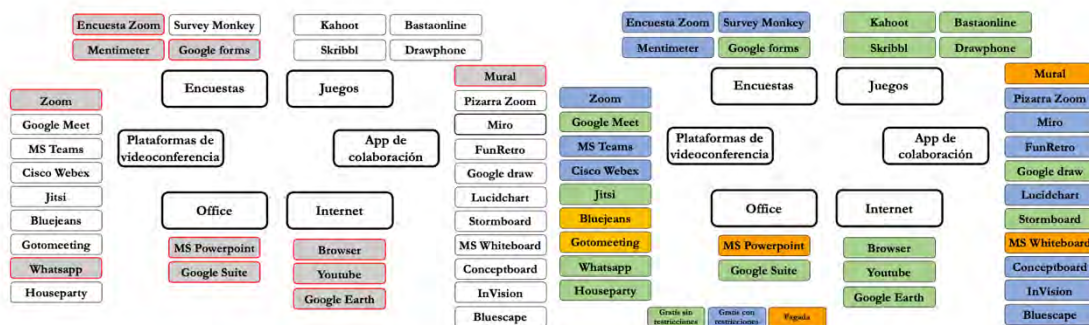 Encuesta Zoom
Survey Monkey
Mentimeter
Google forms
Kahoot
Bastaonline
Skribbl
Drawphone
Encuestas
Juegos
Plataformas de
videoconferencia
App de
colaboración
Office
Internet
Zoom
Google Meet
MS Teams
Cisco Webex
Jitsi
Bluejeans
Gotomeeting
Whatsapp
Houseparty
MS Powerpoint
Google Suite
Browser
Youtube
Google Earth
Mural
Pizarra Zoom
Miro
FunRetro
Google draw
Lucidchart
Stormboard
MS Whiteboard
Conceptboard
InVision
Bluescape
Encuesta Zoom
Survey Monkey
Mentimeter
Google forms
Kahoot
Bastaonline
Skribbl
Drawphone
Encuestas
Juegos
Plataformas de
videoconferencia
App de
colaboración
Office
Internet
Zoom
Google Meet
MS Teams
Cisco Webex
Jitsi
Bluejeans
Gotomeeting
Whatsapp
Houseparty
MS Powerpoint
Google Suite
Browser
Youtube
Google Earth
Mural
Pizarra Zoom
Miro
FunRetro
Google draw
Lucidchart
Stormboard
MS Whiteboard
Conceptboard
InVision
Bluescape
Gratis sin
restricciones
Gratis con
restricciones
Pagada